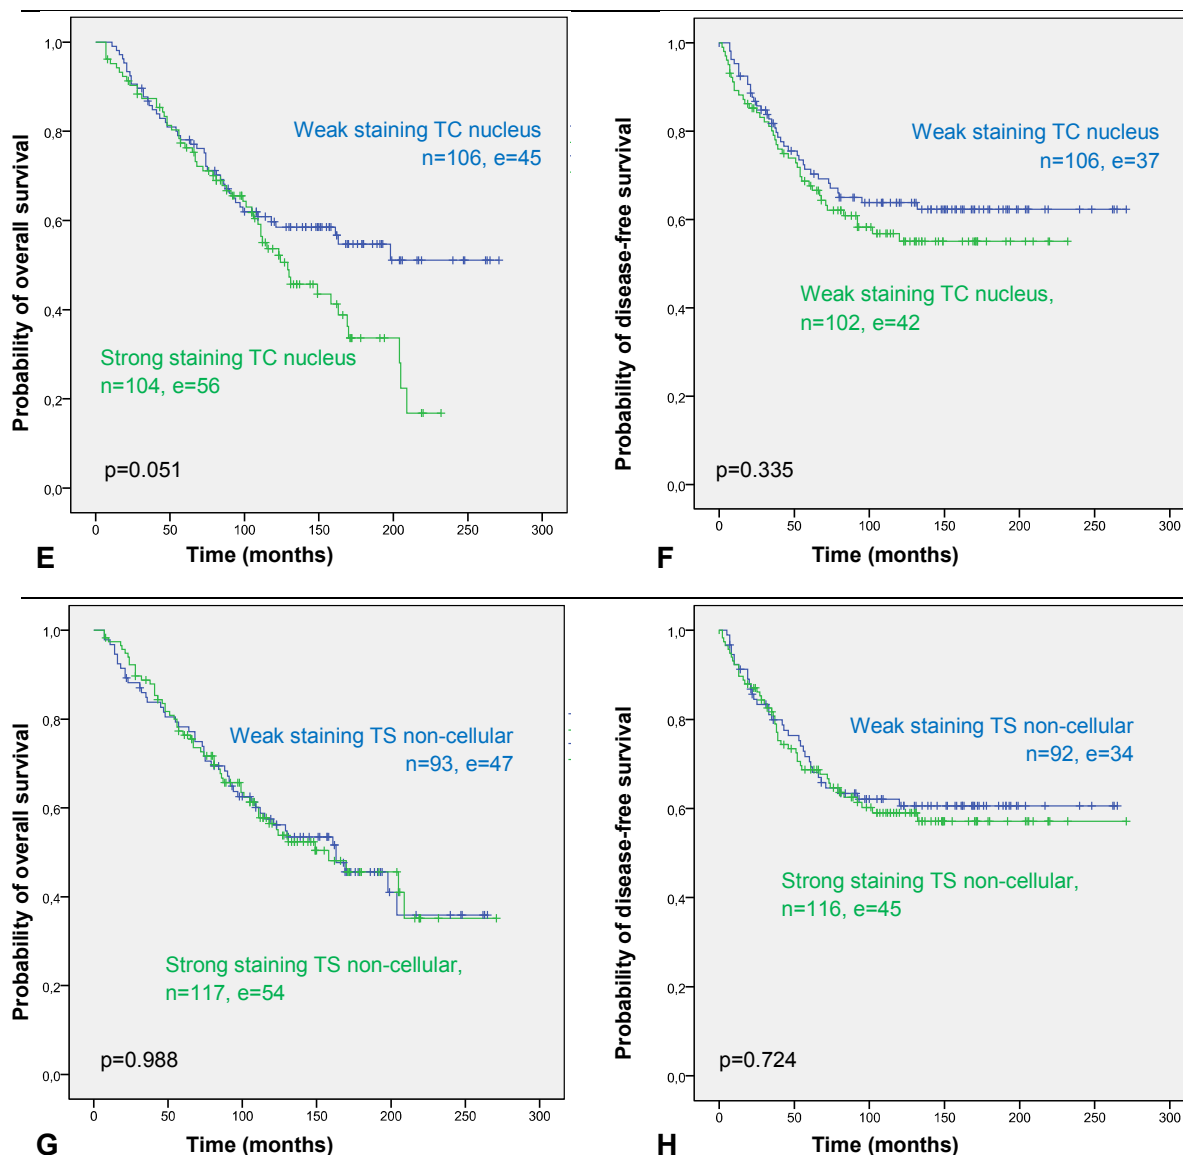 Probability of overall survival
1,0
0,8
0,6
0,4
0,2
0,0
Weak staining TC nucleus
n=106, e=45
Strong staining TC nucleus
n=104, e=56
p=0.051
0 50 100 150 200 250 300
Time (months)
E
Probability of disease-free survival
1,0
0,8
0,6
0,4
0,2
0,0
Weak staining TC nucleus
n=106, e=37
Weak staining TC nucleus,
n=102, e=42
p=0.335
0 50 100 150 200 250 300
Time (months)
F
Probability of overall survival
1,0
0,8
0,6
0,4
0,2
0,0
Weak staining TS non-cellular
n=93, e=47
Strong staining TS non-cellular,
n=117, e=54
p=0.988
0 50 100 150 200 250 300
Time (months)
G
Probability of disease-free survival
1,0
0,8
0,6
0,4
0,2
0,0
Weak staining TS non-cellular
n=92, e=34
Strong staining TS non-cellular,
n=116, e=45
p=0.724
0 50 100 150 200 250 300
Time (months)
H